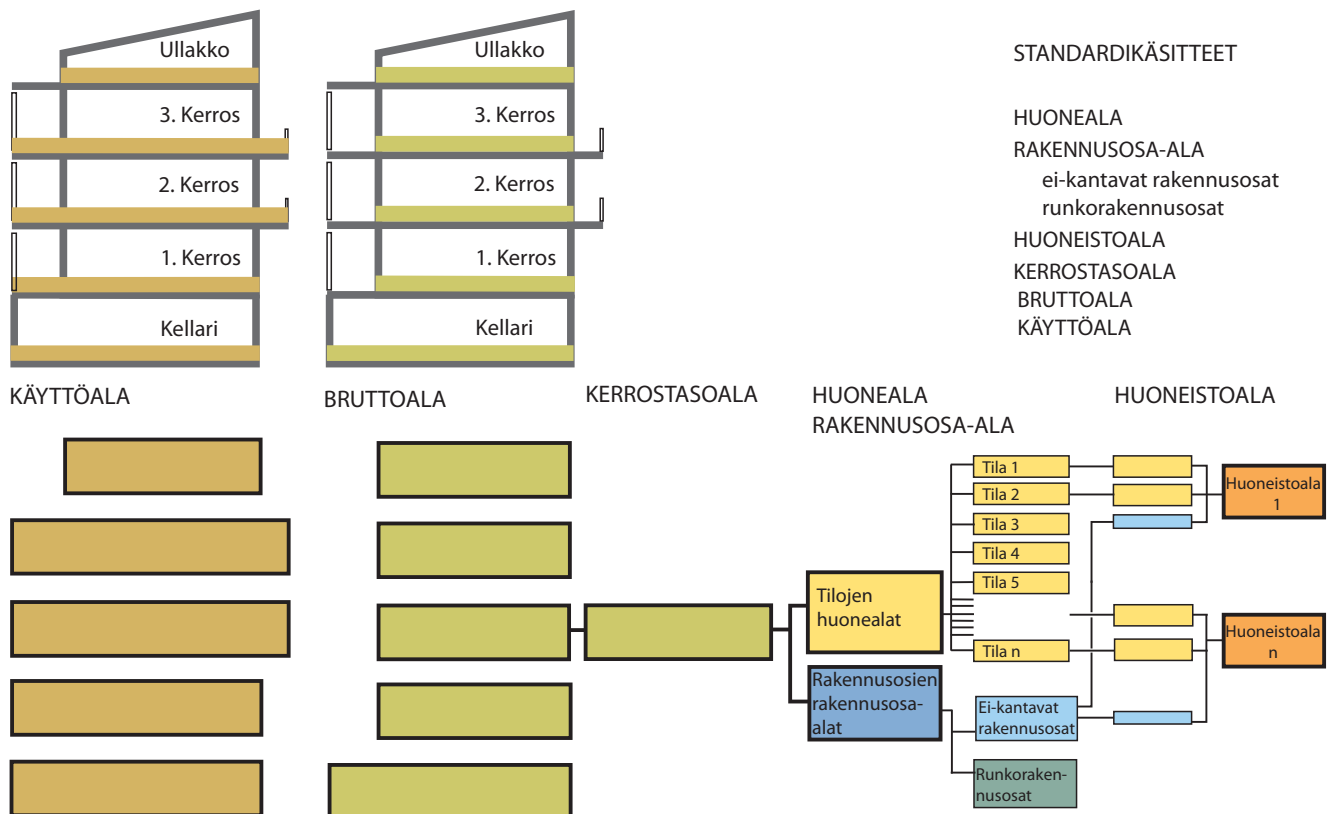 Ullakko
3. Kerros
2. Kerros
1. Kerros
Kellari
Ullakko
3. Kerros
2. Kerros
1. Kerros
Kellari
STANDARDIKÄSITTEET
HUONEALA
RAKENNUSOSA-ALA
ei-kantavat rakennusosat
runkorakennusosat
HUONEISTOALA
KERROSTASOALA
BRUTTOALA
KÄYTTÖALA
KÄYTTÖALA
BRUTTOALA
KERROSTASOALA
HUONEALA
RAKENNUSOSA-ALA
HUONEISTOALA
Tilojen
huonealat
Rakennusosien
rakennusosa-
alat
Tila 1
Tila 2
Tila 3
Tila 4
Tila 5
Tila n
Ei-kantavat
rakennusosat
Runkoraken-
nusosat
Huoneistoala
1
Huoneistoala
n